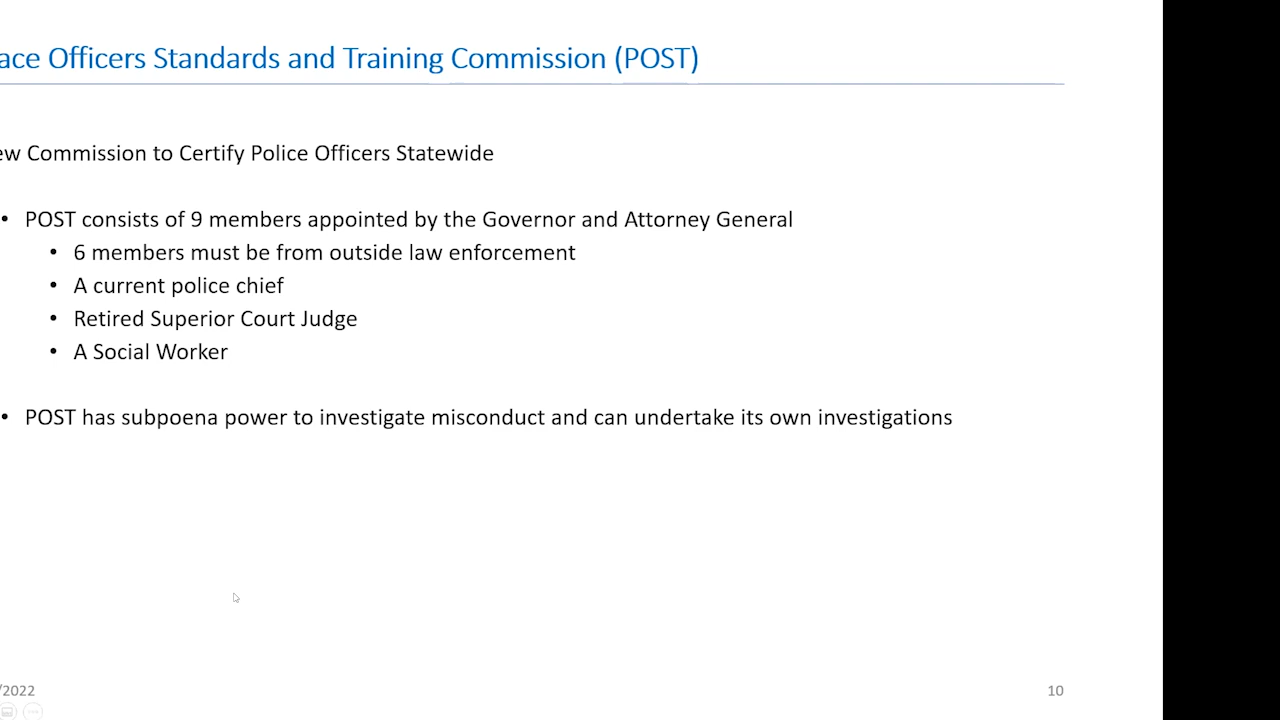 ace Officers Standards and Training Commission (POST)
ew Commission to Certify Police Officers Statewide
• POST consists of 9 members appointed by the Governor and Attorney General
• 6 members must be from outside law enforcement
• A current police chief
• Retired Superior Court Judge
• A Social Worker
• POST has subpoena power to investigate misconduct and can undertake its own investigations
/2022
10